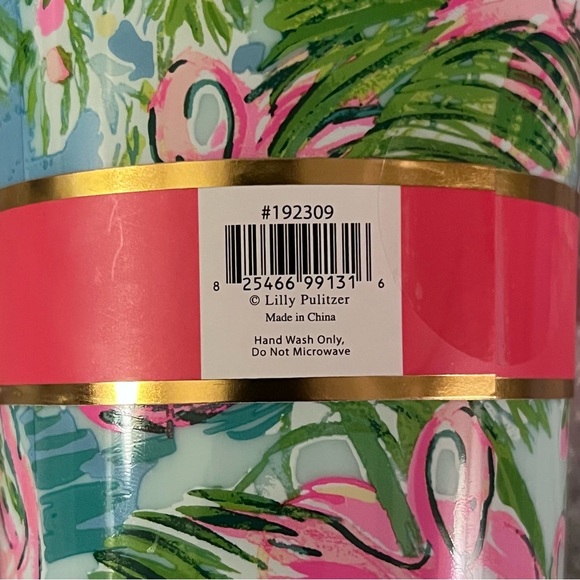 #192309
8 25466 99131 6
© Lilly Pulitzer
Made in China
Hand Wash Only,
Do Not Microwave